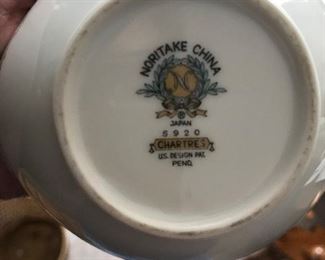 NORITAKE CHINA
N
®
JAPAN
5920
CHARTRES
U.S. DESIGN PAT.
PEND.